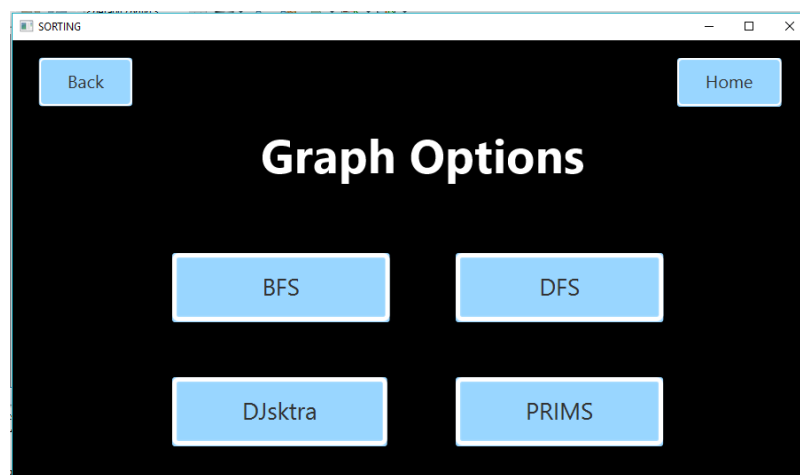 SORTING
Back
Home
Graph Options
BFS
DFS
DJsktra
PRIMS